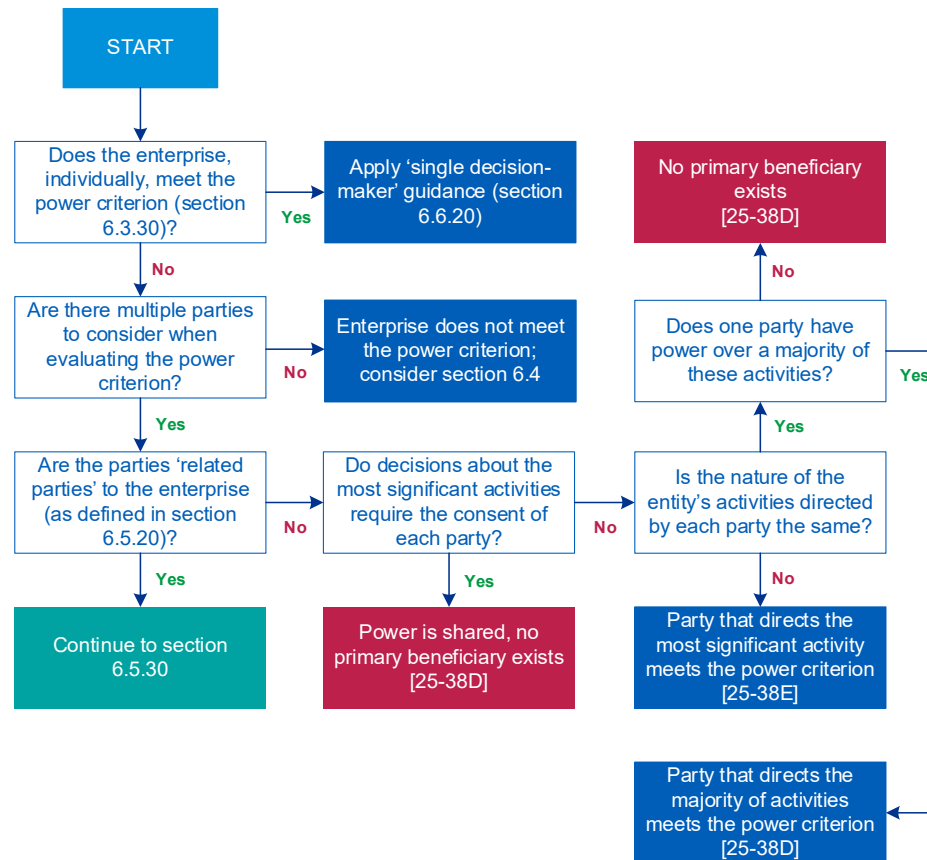 START
Does the enterprise,
individually, meet the
power criterion (section
6.3.30)?
Yes
Apply ‘single decision-
maker’ guidance (section
6.6.20)
No primary beneficiary
exists
[25-38D]
No
No
Are there multiple parties
to consider when
evaluating the power
criterion?
No
Enterprise does not meet
the power criterion;
consider section 6.4
Does one party have
power over a majority of
these activities?
Yes
Yes
Yes
Are the parties ‘related
parties’ to the enterprise
(as defined in section
6.5.20)?
No
Do decisions about the
most significant activities
require the consent of
each party?
No
Is the nature of the
entity’s activities directed
by each party the same?
Yes
Yes
No
Continue to section
6.5.30
Power is shared, no
primary beneficiary exists
[25-38D]
Party that directs the
most significant activity
meets the power criterion
[25-38E]
Party that directs the
majority of activities
meets the power criterion
[25-38D]